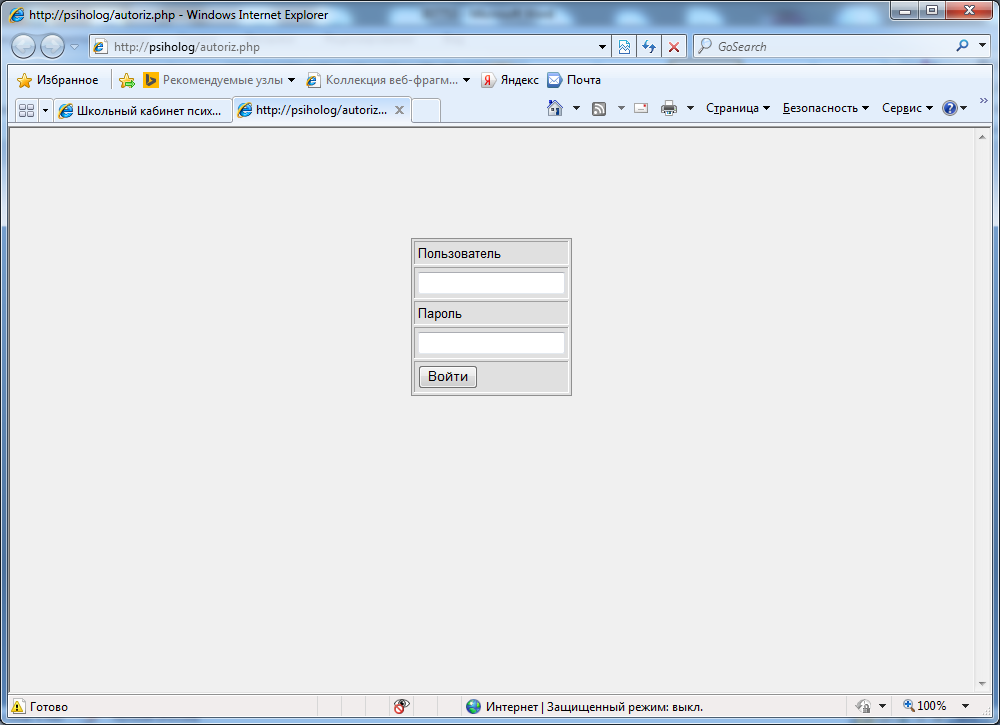 http://psiholog/autoriz.php - Windows Internet Explorer
http://psiholog/autoriz.php
GoSearch
Избранное
Рекомендуемые узлы
Коллекция веб-фрагм...
Яндекс
Почта
Школьный кабинет псих...
http://psiholog/autoriz...
Страница
Безопасность
Сервис
Пользователь
Пароль
Войти
Готово
Интернет | Защищенный режим: выкл.
100%